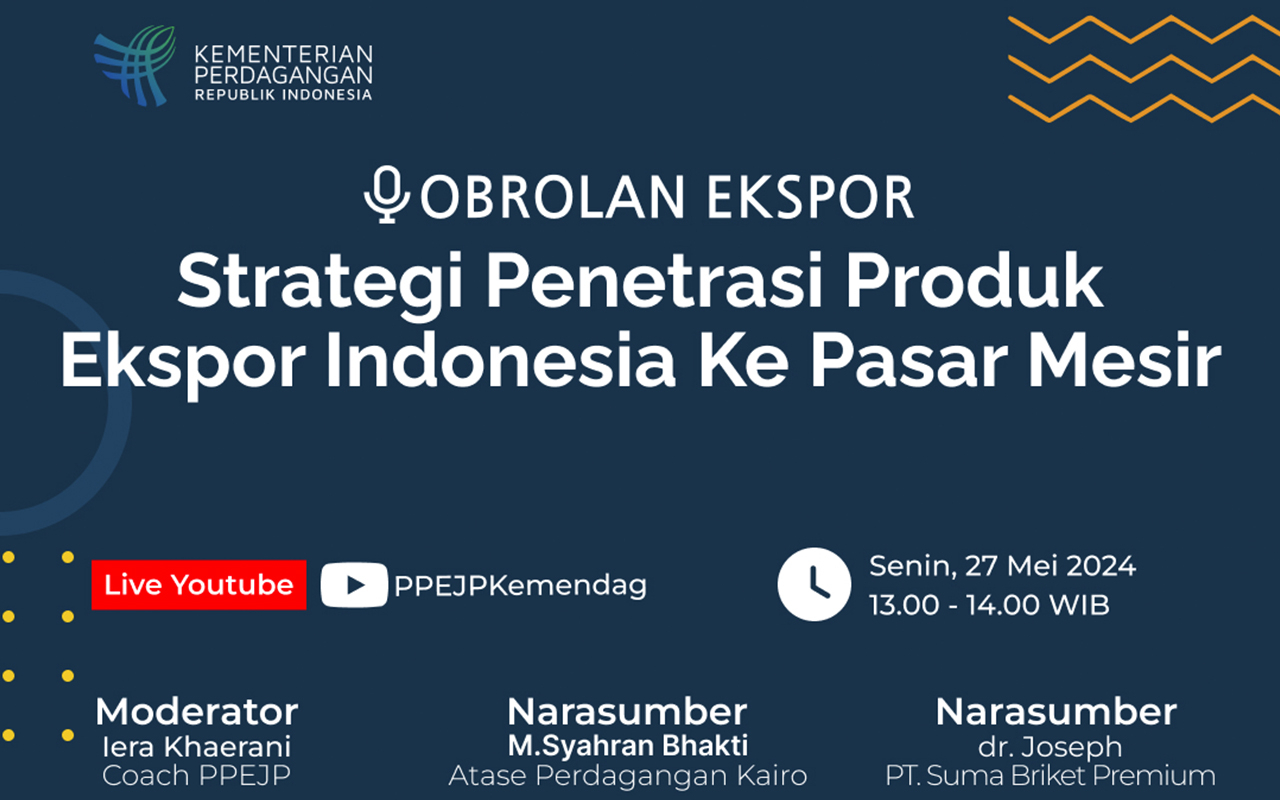 KEMENTERIAN
PERDAGANGAN
REPUBLIK INDONESIA
OBROLAN EKSPOR
Strategi Penetrasi Produk
Ekspor Indonesia Ke Pasar Mesir
Live Youtube PPEJPKemendag
Senin, 27 Mei 2024
13.00 - 14.00 WIB
Moderator
Iera Khaerani
Coach PPEJP
Narasumber
M.Syahran Bhakti
Atase Perdagangan Kairo
Narasumber
dr. Joseph
PT. Suma Briket Premium